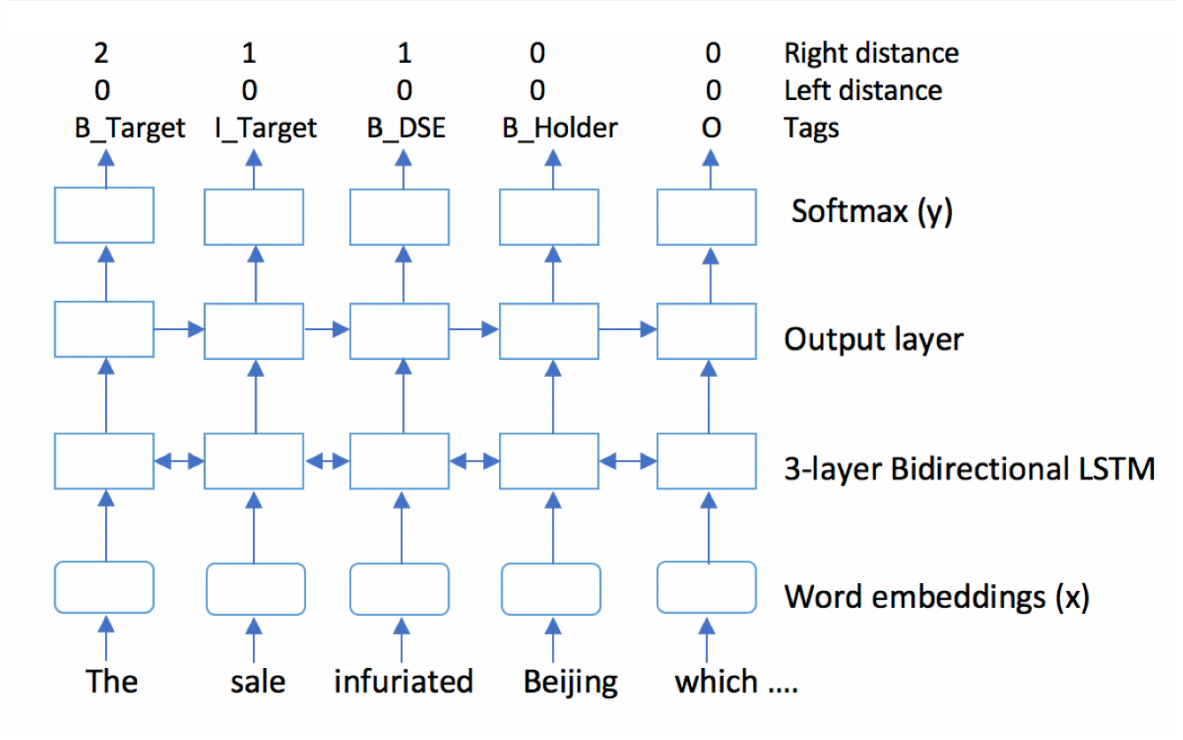 2 1 1 0 0 Right distance
0 0 0 0 0 Left distance
B_Target I_Target B_DSE B_Holder O Tags
Softmax (y)
Output layer
3-layer Bidirectional LSTM
Word embeddings (x)
The sale infuriated Beijing which ....